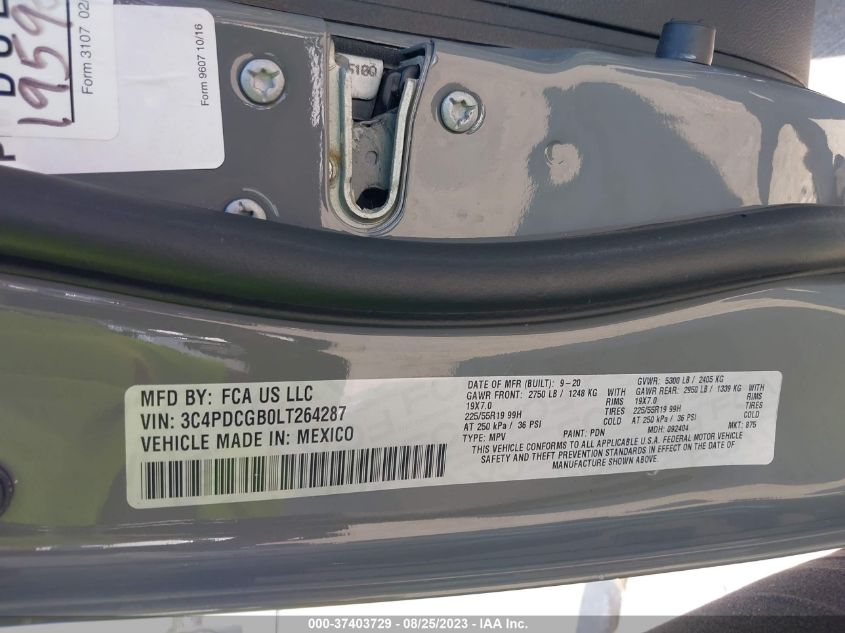 1959
Form 3107 02/
Form 9607 10/16
510Q
MFD BY: FCA US LLC
VIN: 3C4PDCGB0LT264287
VEHICLE MADE IN: MEXICO
DATE OF MFR (BUILT): 9-20 GVWR: 5300 LB / 2405 KG
GAWR FRONT: 2750 LB / 1248 KG WITH GAWR REAR: 2950 LB / 1339 KG WITH
19X7.0 RIMS 19X7.0 RIMS
225/55R19 99H TIRES 225/55R19 99H TIRES
AT 250 kPa / 36 PSI COLD AT 250 kPa / 36 PSI COLD
TYPE: MPV PAINT: PDN MDH: 092404 MKT: 875
THIS VEHICLE CONFORMS TO ALL APPLICABLE U.S.A. FEDERAL MOTOR VEHICLE
SAFETY AND THEFT PREVENTION STANDARDS IN EFFECT ON THE DATE OF
MANUFACTURE SHOWN ABOVE.
000-37403729 - 08/25/2023 - IAAI.com